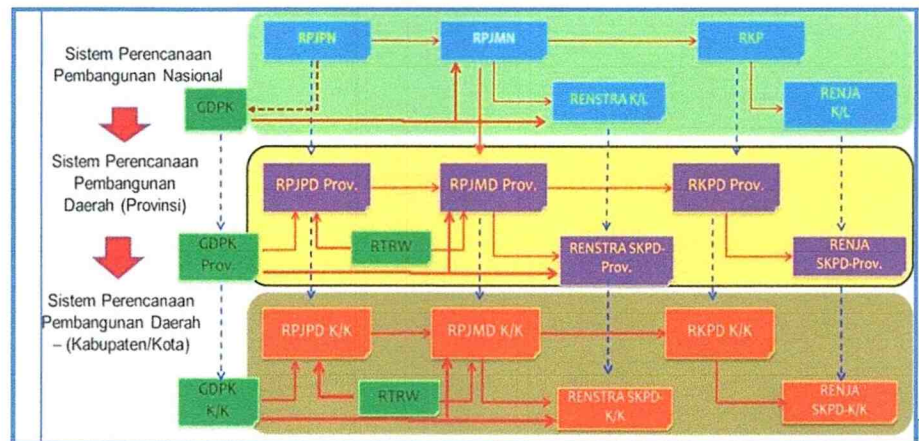 Sistem Perencanaan
Pembangunan Nasional
RPJPN
RPJMN
RKP
GDPK
RENSTRA K/L
RENJA
K/L
Sistem Perencanaan
Pembangunan
Daerah (Provinsi)
RPJPD Prov.
RPJMD Prov.
RKPD Prov.
GDPK
Prov.
RTRW
RENSTRA SKPD-
Prov.
RENJA
SKPD-Prov.
Sistem Perencanaan
Pembangunan Daerah
– (Kabupaten/Kota)
RPJPD K/K
RPJMD K/K
RKPD K/K
GDPK
K/K
RTRW
RENSTRA SKPD-
K/K
RENJA
SKPD-K/K